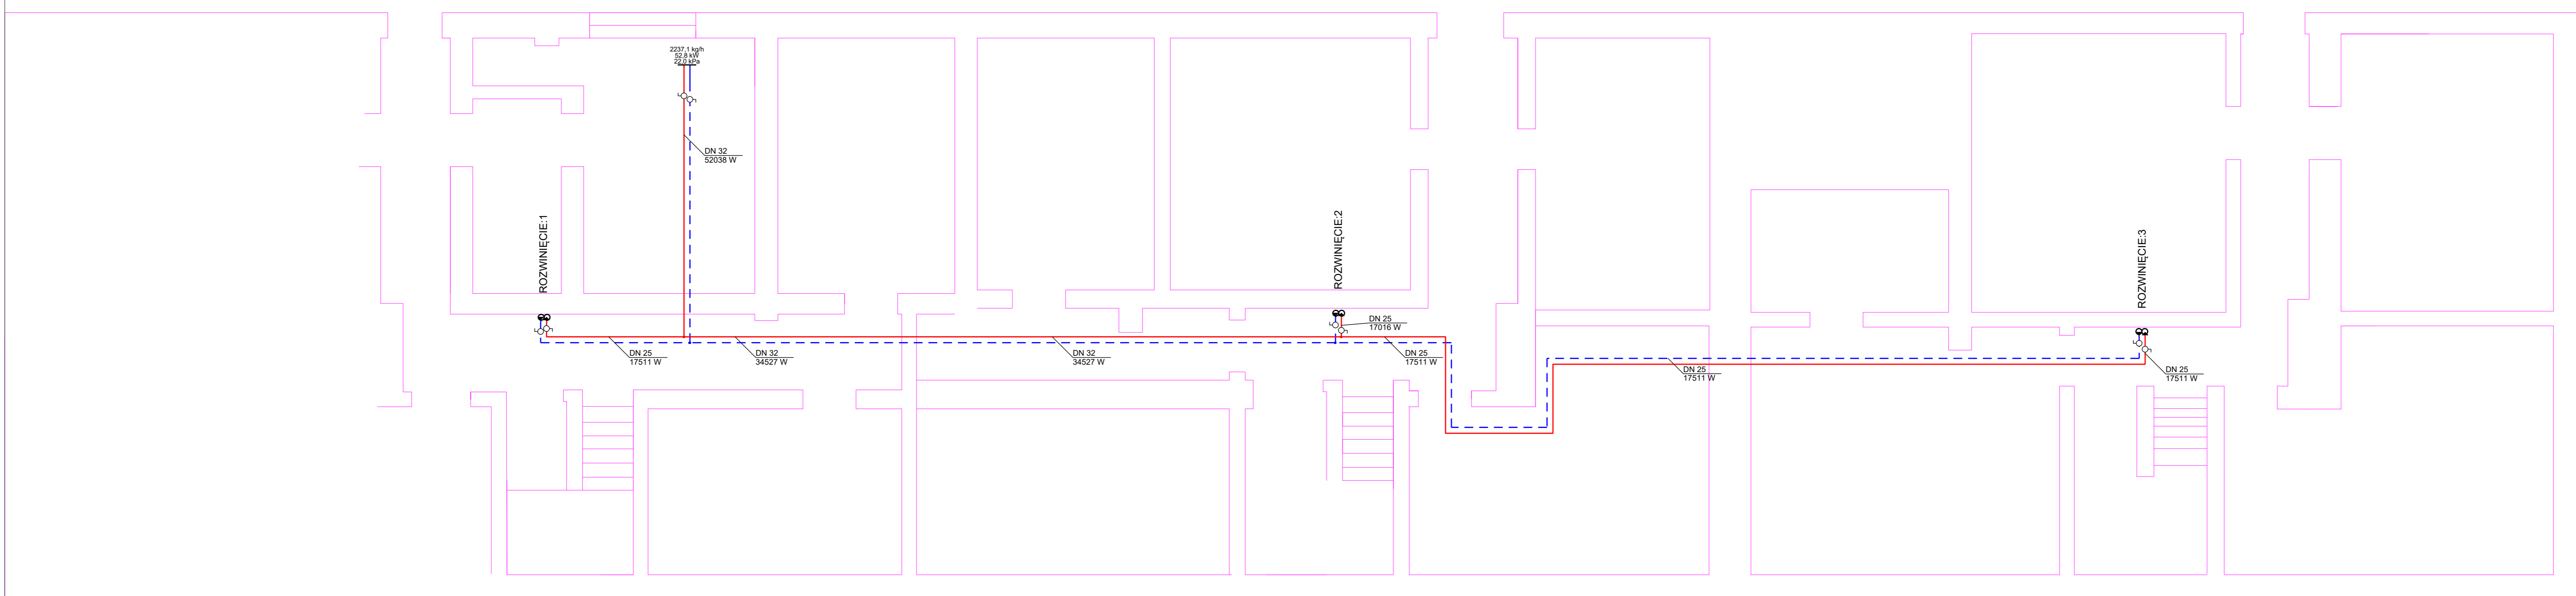 2237,1 kg/h
52,8 kW
22,0 kPa
DN 32
52038 W
ROZWINIĘCIE:1
ROZWINIĘCIE:2
ROZWINIĘCIE:3
DN 25
17016 W
DN 25
17511 W
DN 32
34527 W
DN 32
34527 W
DN 25
17511 W
DN 25
17511 W
DN 25
17511 W